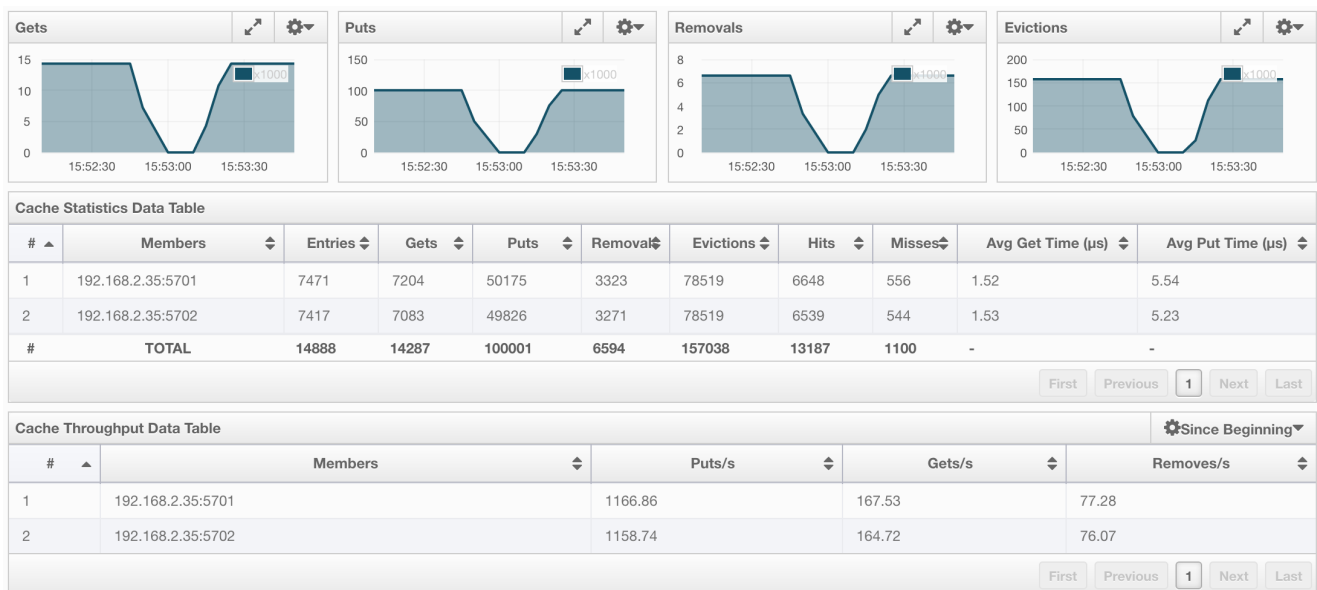 Gets Puts Removals Evictions
15 10 5 0 x1000 15:52:30 15:53:00 15:53:30
150 100 50 0 x1000 15:52:30 15:53:00 15:53:30
8 6 4 2 0 x1000 15:52:30 15:53:00 15:53:30
200 150 100 50 0 x1000 15:52:30 15:53:00 15:53:30
Cache Statistics Data Table
# Members Entries Gets Puts Removals Evictions Hits Misses Avg Get Time (µs) Avg Put Time (µs)
1 192.168.2.35:5701 7471 7204 50175 3323 78519 6648 556 1.52 5.54
2 192.168.2.35:5702 7417 7083 49826 3271 78519 6539 544 1.53 5.23
# TOTAL 14888 14287 100001 6594 157038 13187 1100 - -
First Previous 1 Next Last
Cache Throughput Data Table Since Beginning
# Members Puts/s Gets/s Removes/s
1 192.168.2.35:5701 1166.86 167.53 77.28
2 192.168.2.35:5702 1158.74 164.72 76.07
First Previous 1 Next Last